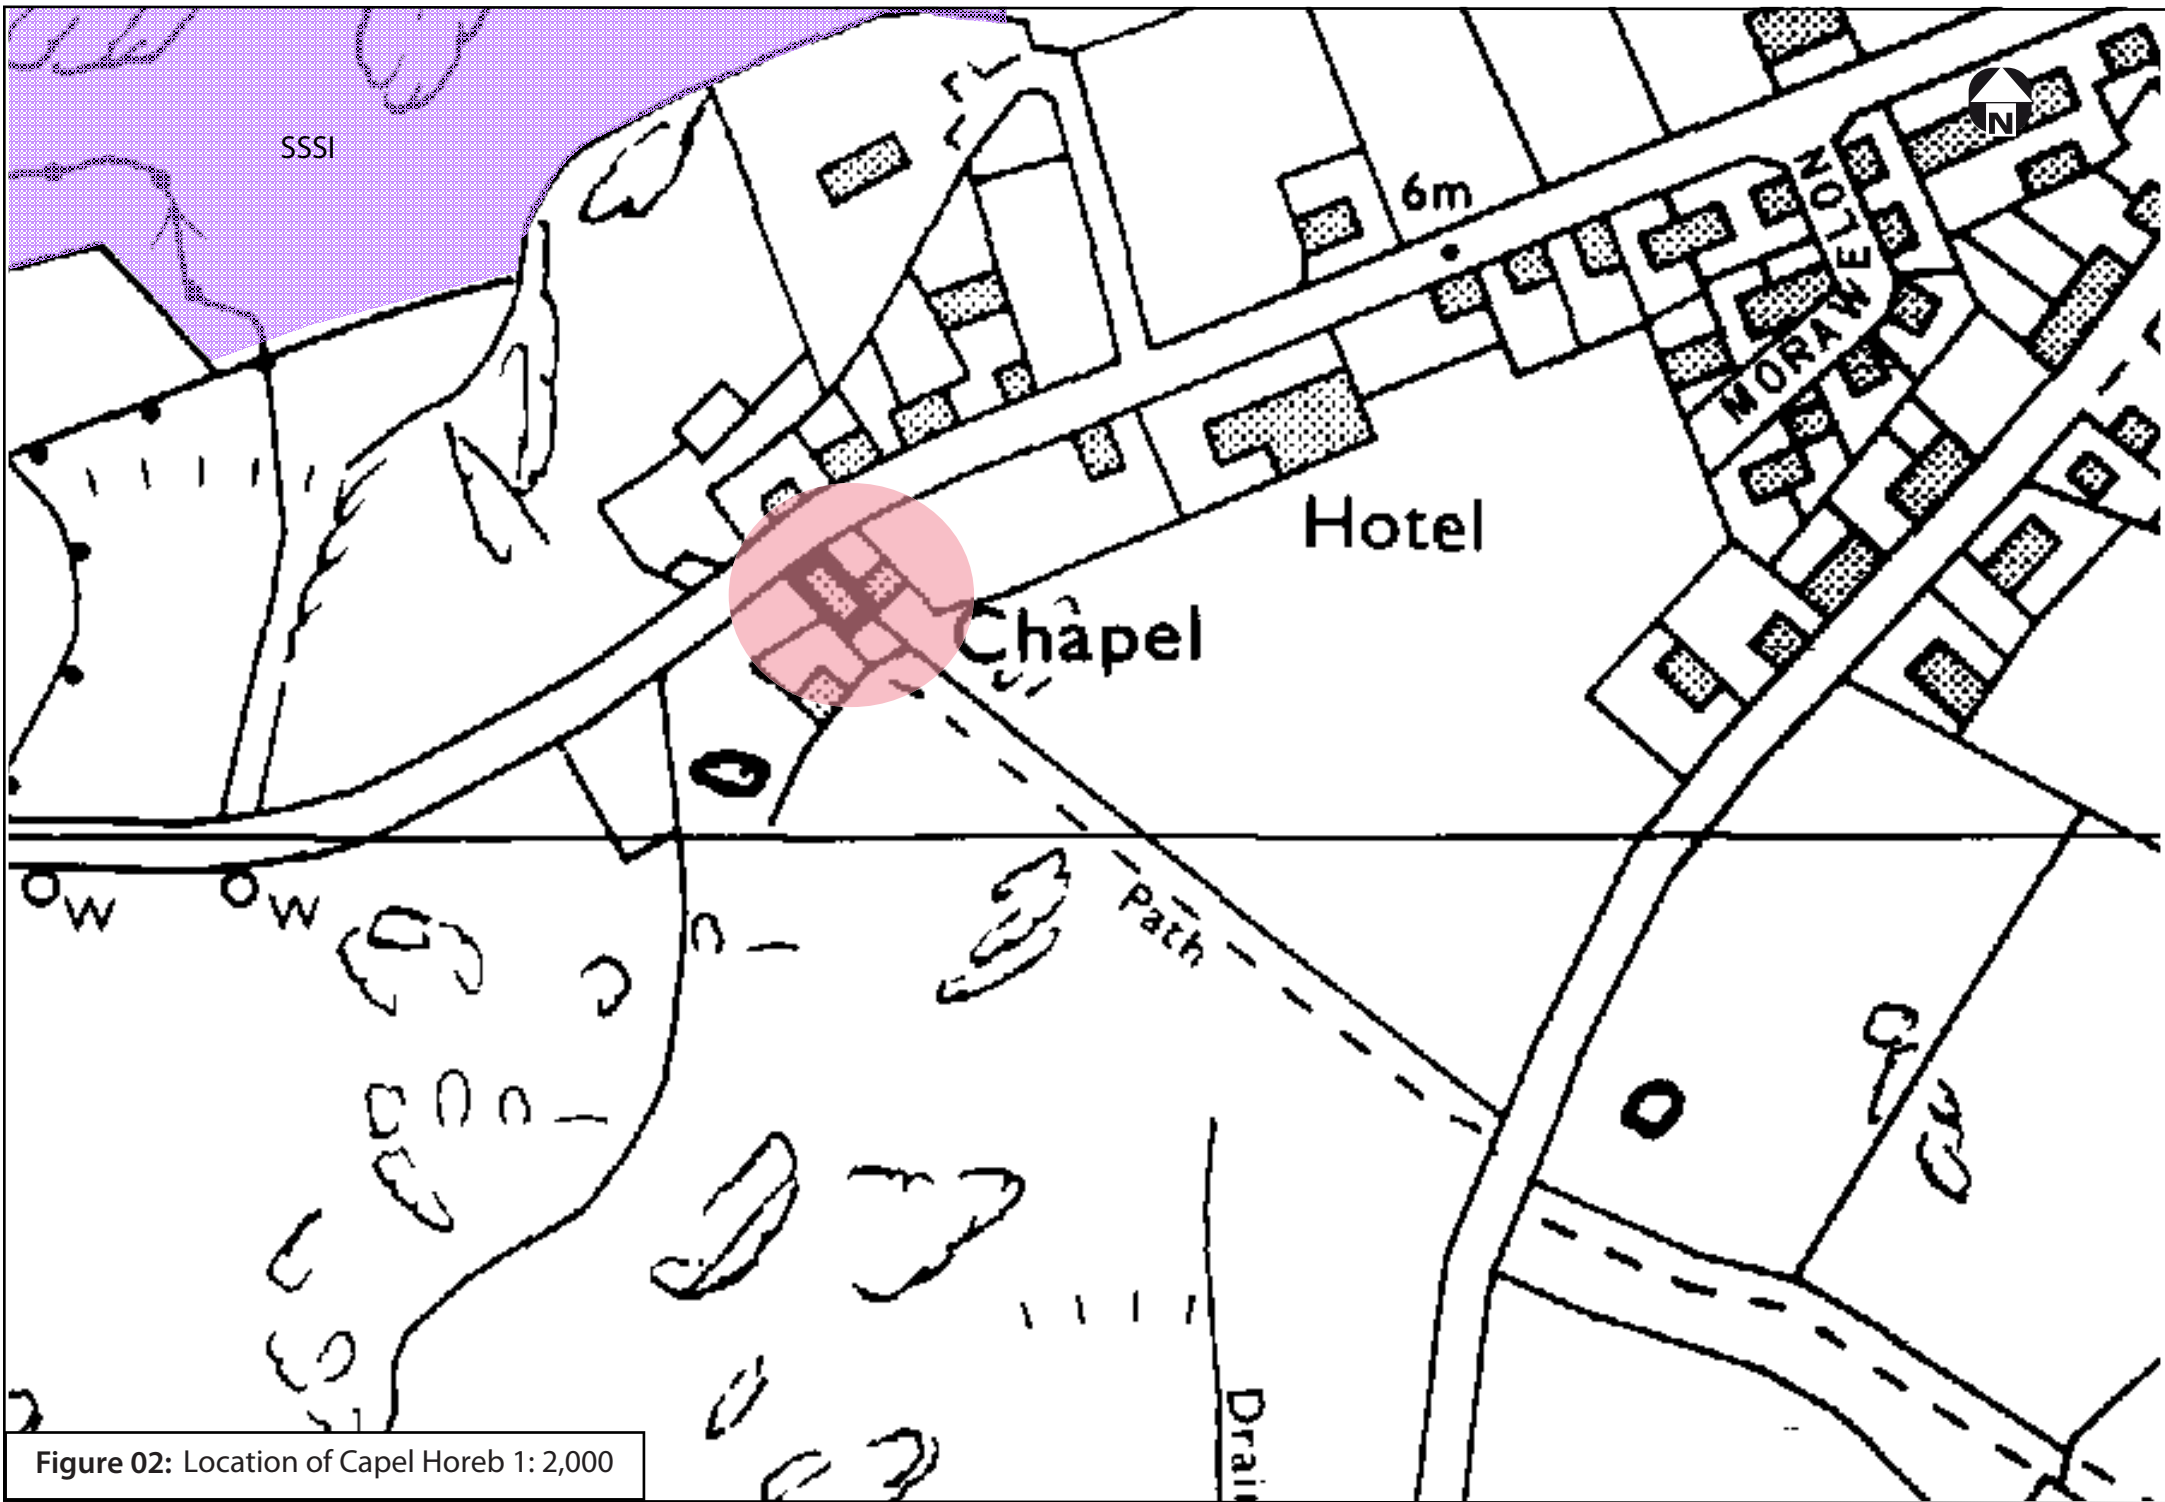 SSSI
N
6m
MORAWELON
Hotel
Chapel
W
W
Path
Drai
Figure 02: Location of Capel Horeb 1: 2,000